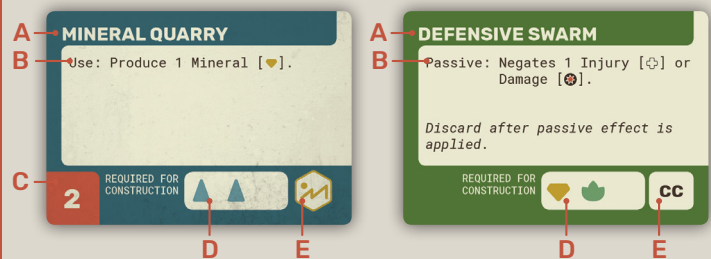 A
MINERAL QUARRY
B
Use: Produce 1 Mineral [ ].
C
2
REQUIRED FOR
CONSTRUCTION
D
E
A
DEFENSIVE SWARM
B
Passive: Negates 1 Injury [ ] or
Damage [ ].
Discard after passive effect is
applied.
REQUIRED FOR
CONSTRUCTION
CC
D
E